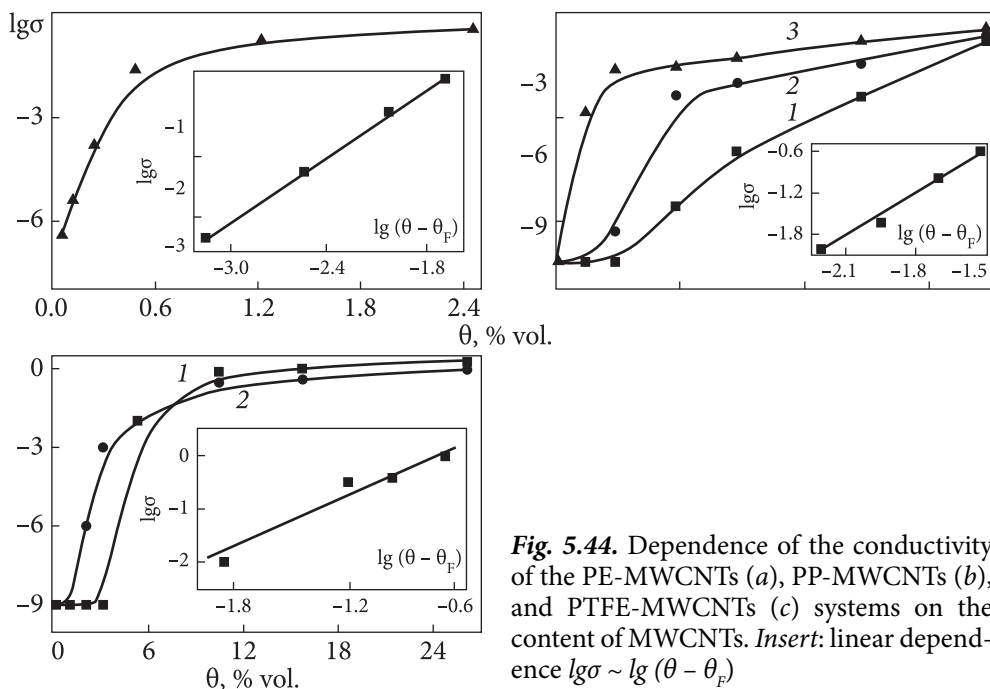 lgσ
−3
−6
0.0 0.6 1.2 1.8 2.4
θ, % vol.
lgσ
−1
−2
−3
−3.0 −2.4 −1.8
lg (θ − θF)
−3
−6
−9
3
2
1
lgσ
−0.6
−1.2
−1.8
−2.1 −1.8 −1.5
lg (θ − θF)
0
−3
−6
−9
0 6 12 18 24
θ, % vol.
1
2
lgσ
0
−1
−2
−1.8 −1.2 −0.6
lg (θ − θF)
Fig. 5.44. Dependence of the conductivity
of the PE-MWCNTs (a), PP-MWCNTs (b),
and PTFE-MWCNTs (c) systems on the
content of MWCNTs. Insert: linear depend-
ence lgσ ~ lg (θ − θF)